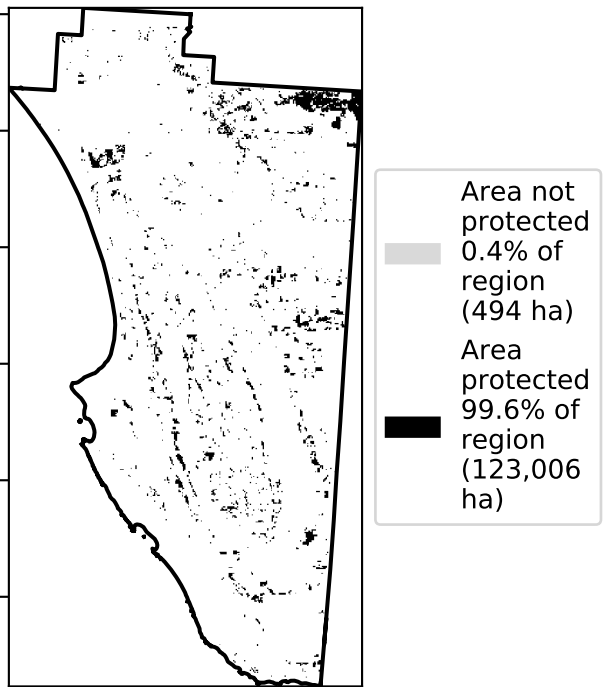 Area not
protected
0.4% of
region
(494 ha)
Area
protected
99.6% of
region
(123,006
ha)